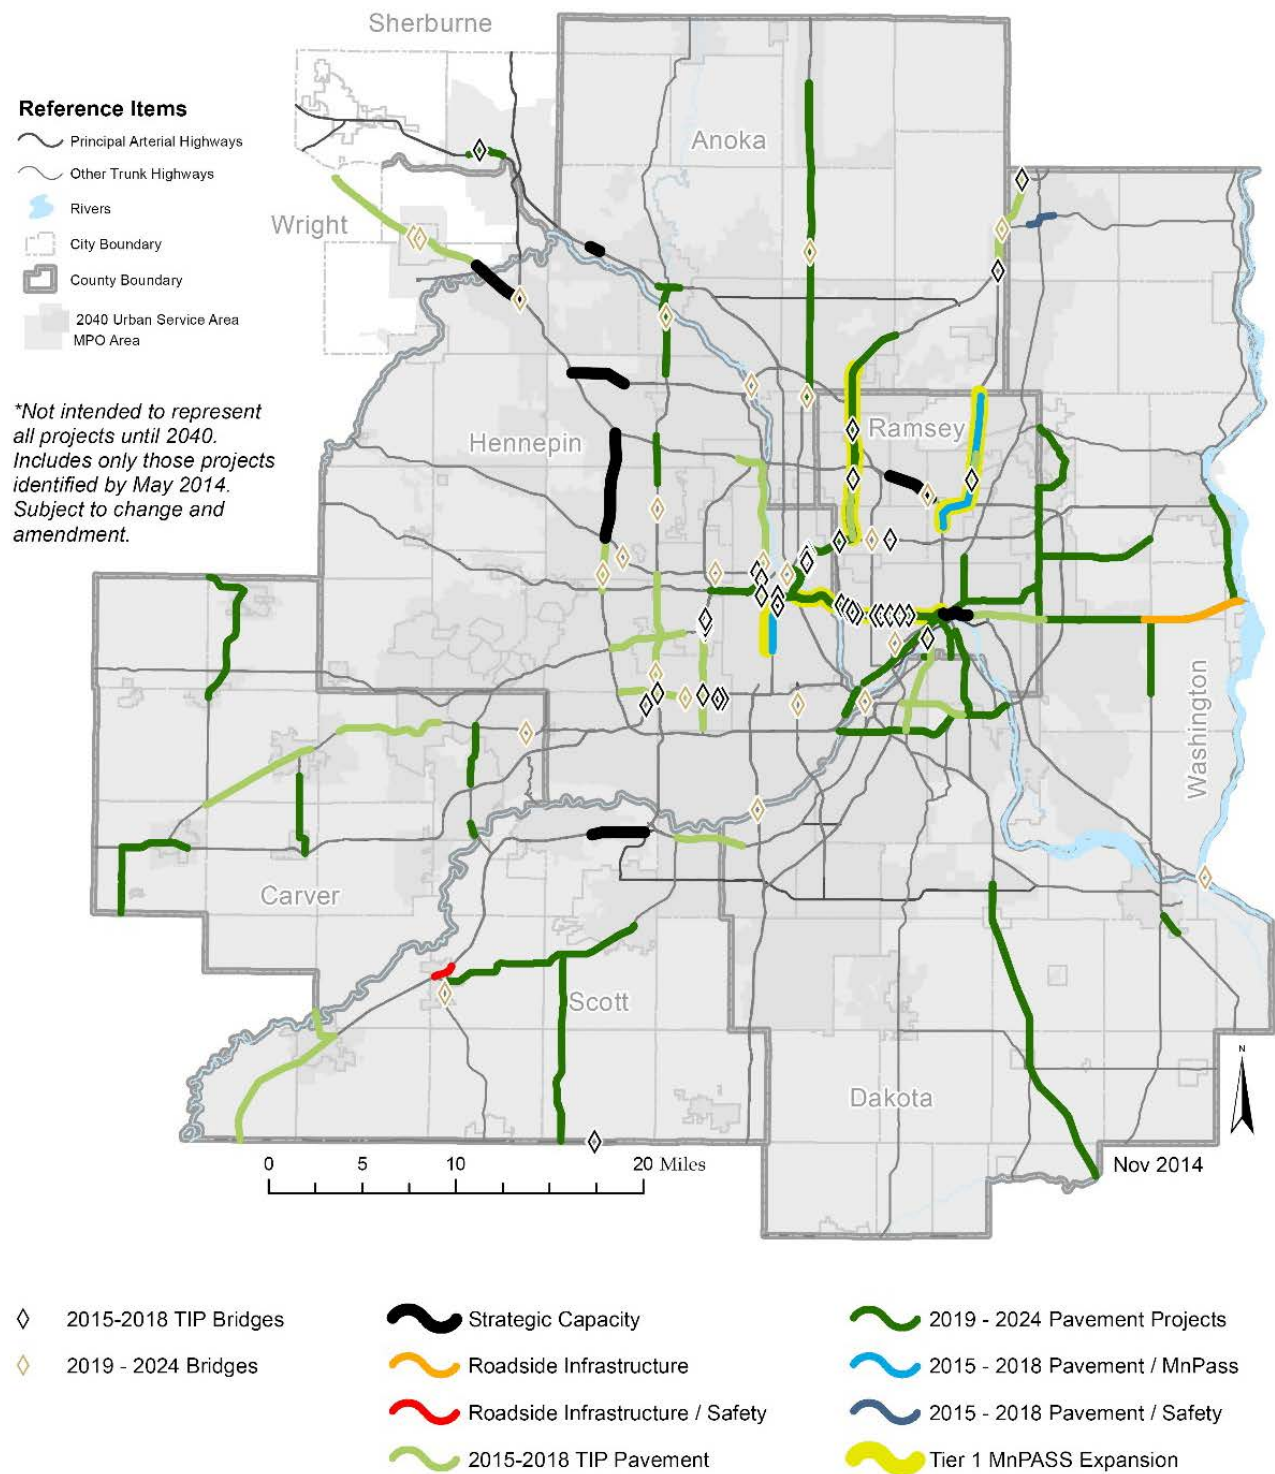 Sherburne
Reference Items
Principal Arterial Highways
Other Trunk Highways
Rivers
City Boundary
County Boundary
2040 Urban Service Area
MPO Area
Anoka
Wright
*Not intended to represent
all projects until 2040.
Includes only those projects
identified by May 2014.
Subject to change and
amendment.
Hennepin
Ramsey
Washington
Carver
Scott
Dakota
N
0 5 10 20 Miles
Nov 2014
2015-2018 TIP Bridges
2019 - 2024 Bridges
Strategic Capacity
Roadside Infrastructure
Roadside Infrastructure / Safety
2015-2018 TIP Pavement
2019 - 2024 Pavement Projects
2015 - 2018 Pavement / MnPass
2015 - 2018 Pavement / Safety
Tier 1 MnPASS Expansion